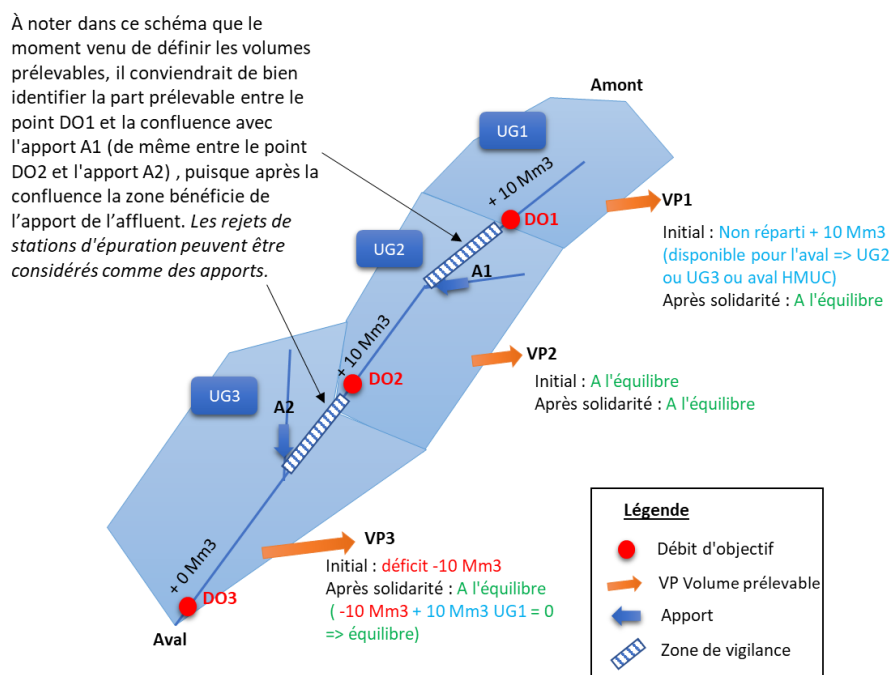 À noter dans ce schéma que le
moment venu de définir les volumes
prélevables, il conviendrait de bien
identifier la part prélevable entre le
point DO1 et la confluence avec
l'apport A1 (de même entre le point
DO2 et l'apport A2) , puisque après la
confluence la zone bénéficie de
l’apport de l’affluent. Les rejets de
stations d'épuration peuvent être
considérés comme des apports.
Amont
UG1
+ 10 Mm3
DO1
VP1
Initial : Non réparti + 10 Mm3
(disponible pour l'aval => UG2
ou UG3 ou aval HMUC)
Après solidarité : A l'équilibre
UG2
A1
+10 Mm3
DO2
VP2
Initial : A l'équilibre
Après solidarité : A l'équilibre
UG3
A2
VP3
Initial : déficit -10 Mm3
Après solidarité : A l'équilibre
( -10 Mm3 + 10 Mm3 UG1 = 0
=> équilibre)
+ 0 Mm3
DO3
Aval
Légende
Débit d'objectif
VP Volume prélevable
Apport
Zone de vigilance